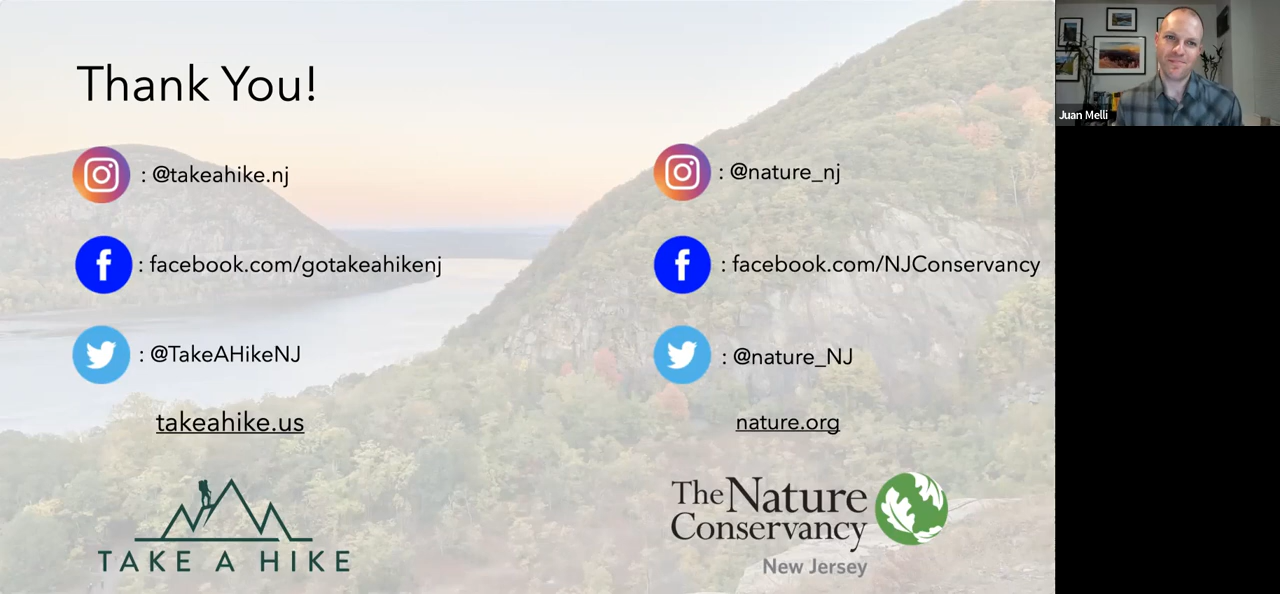 Thank You!
: @takeahike.nj
: facebook.com/gotakeahikenj
: @TakeAHikeNJ
takeahike.us
TAKE A HIKE
: @nature_nj
: facebook.com/NJConservancy
: @nature_NJ
nature.org
The Nature
Conservancy
New Jersey
Juan Melli